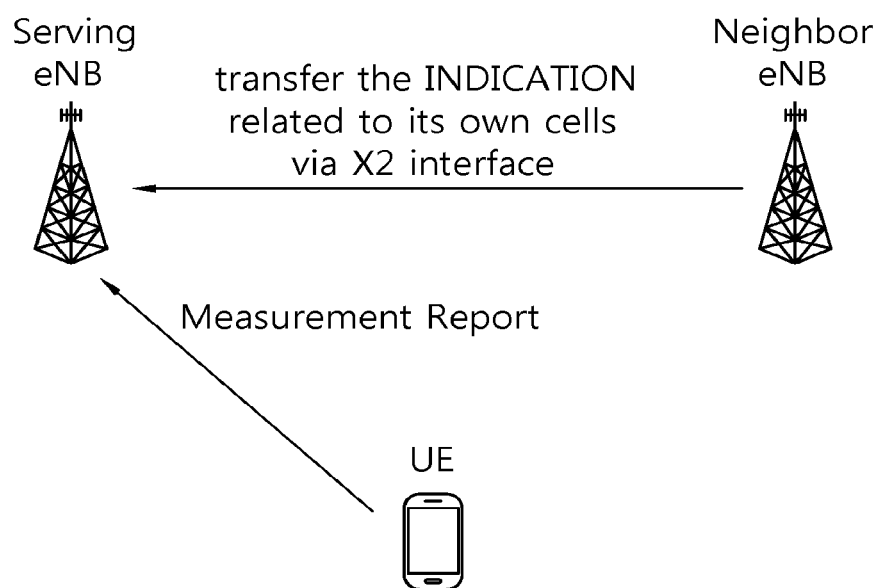 Serving
eNB
Neighbor
eNB
transfer the INDICATION
related to its own cells
via X2 interface
Measurement Report
UE